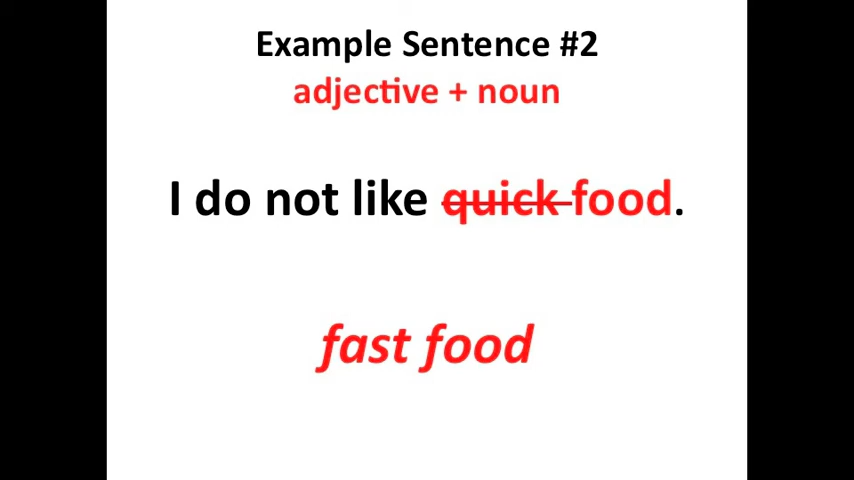 Example Sentence #2
adjective + noun
I do not like quick food.
fast food